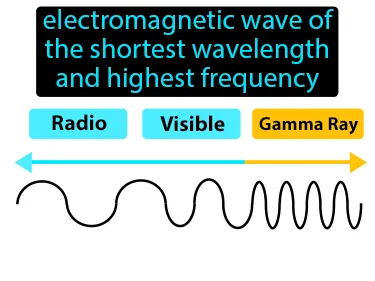 electromagnetic wave of
the shortest wavelength
and highest frequency
Radio Visible Gamma Ray